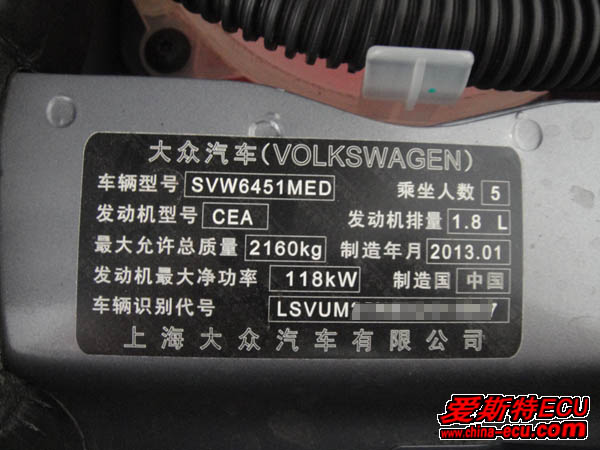 大众汽车(VOLKSWAGEN)
车辆型号 SVW6451MED 乘坐人数 5
发动机型号 CEA 发动机排量 1.8 L
最大允许总质量 2160kg 制造年月 2013.01
发动机最大净功率 118kW 制造国 中国
车辆识别代号 LSVUM
上海大众汽车有限公司
爱斯特ECU
www.china-ecu.com